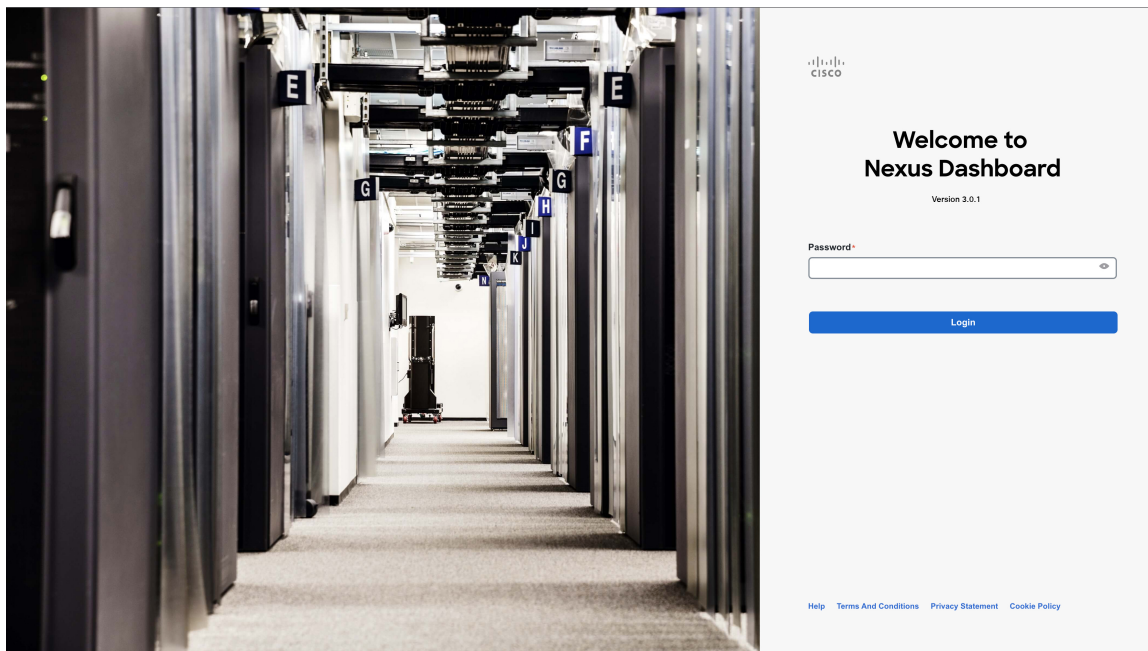 E
E
F
G
G
H
I
J
K
N
CISCO
Welcome to
Nexus Dashboard
Version 3.0.1
Password*
Login
Help Terms And Conditions Privacy Statement Cookie Policy